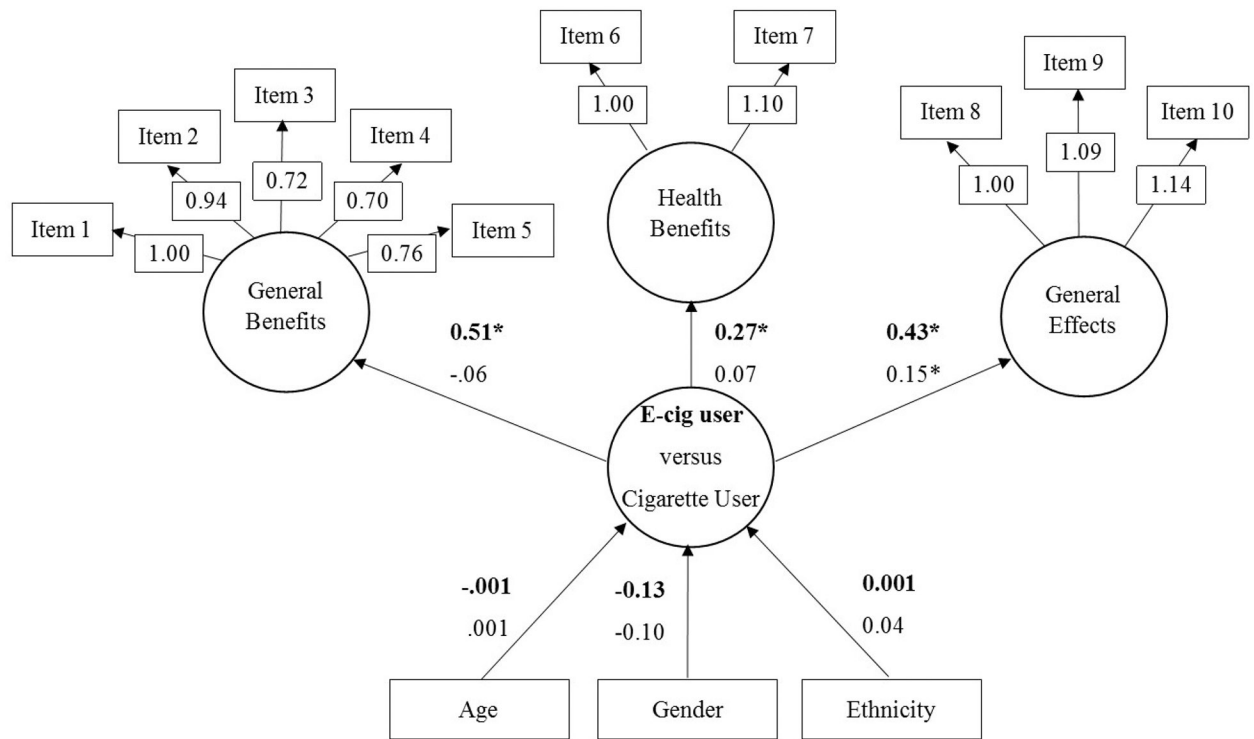 Item 6
Item 7
Item 9
Item 3
Item 8
Item 10
Item 2
Item 4
1.00
1.10
1.09
0.72
1.00
1.14
0.94
0.70
Item 1
Item 5
1.00
0.76
Health
Benefits
General
Benefits
General
Effects
0.51*
-.06
0.27*
0.07
0.43*
0.15*
E-cig user
versus
Cigarette User
-.001
.001
-0.13
-0.10
0.001
0.04
Age
Gender
Ethnicity